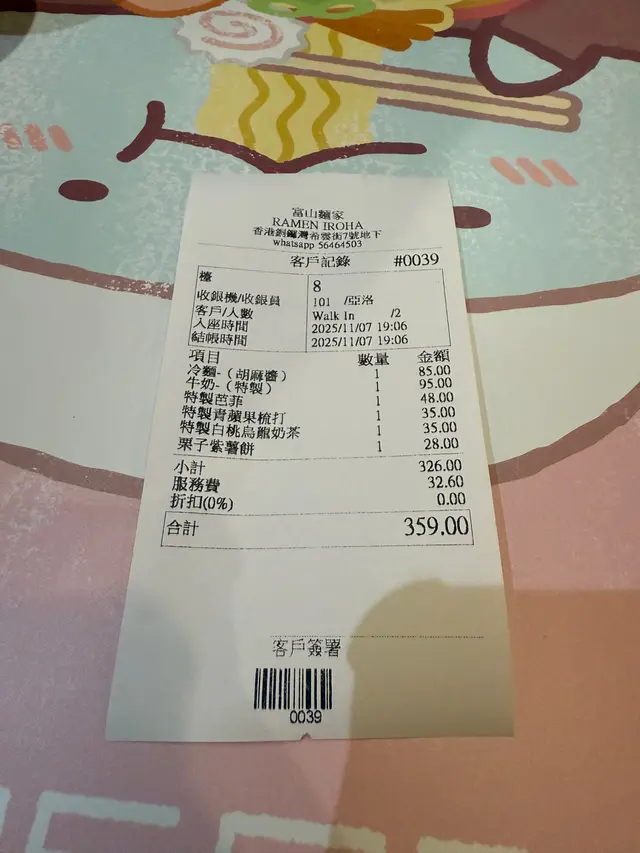 富山麵家
RAMEN IROHA
香港銅鑼灣希雲街7號地下
whatsapp 56464503
客戶記錄 #0039
檯 8
收銀機/收銀員 101 /亞洛
客戶/人數 Walk In /2
入座時間 2025/11/07 19:06
結帳時間 2025/11/07 19:06
項目 數量 金額
冷麵-（胡麻醬） 1 85.00
牛奶-（特製） 1 95.00
特製芭菲 1 48.00
特製青蘋果梳打 1 35.00
特製白桃烏龍奶茶 1 35.00
栗子紫薯餅 1 28.00
小計 326.00
服務費 32.60
折扣(0%) 0.00
合計 359.00
客戶簽署
0039